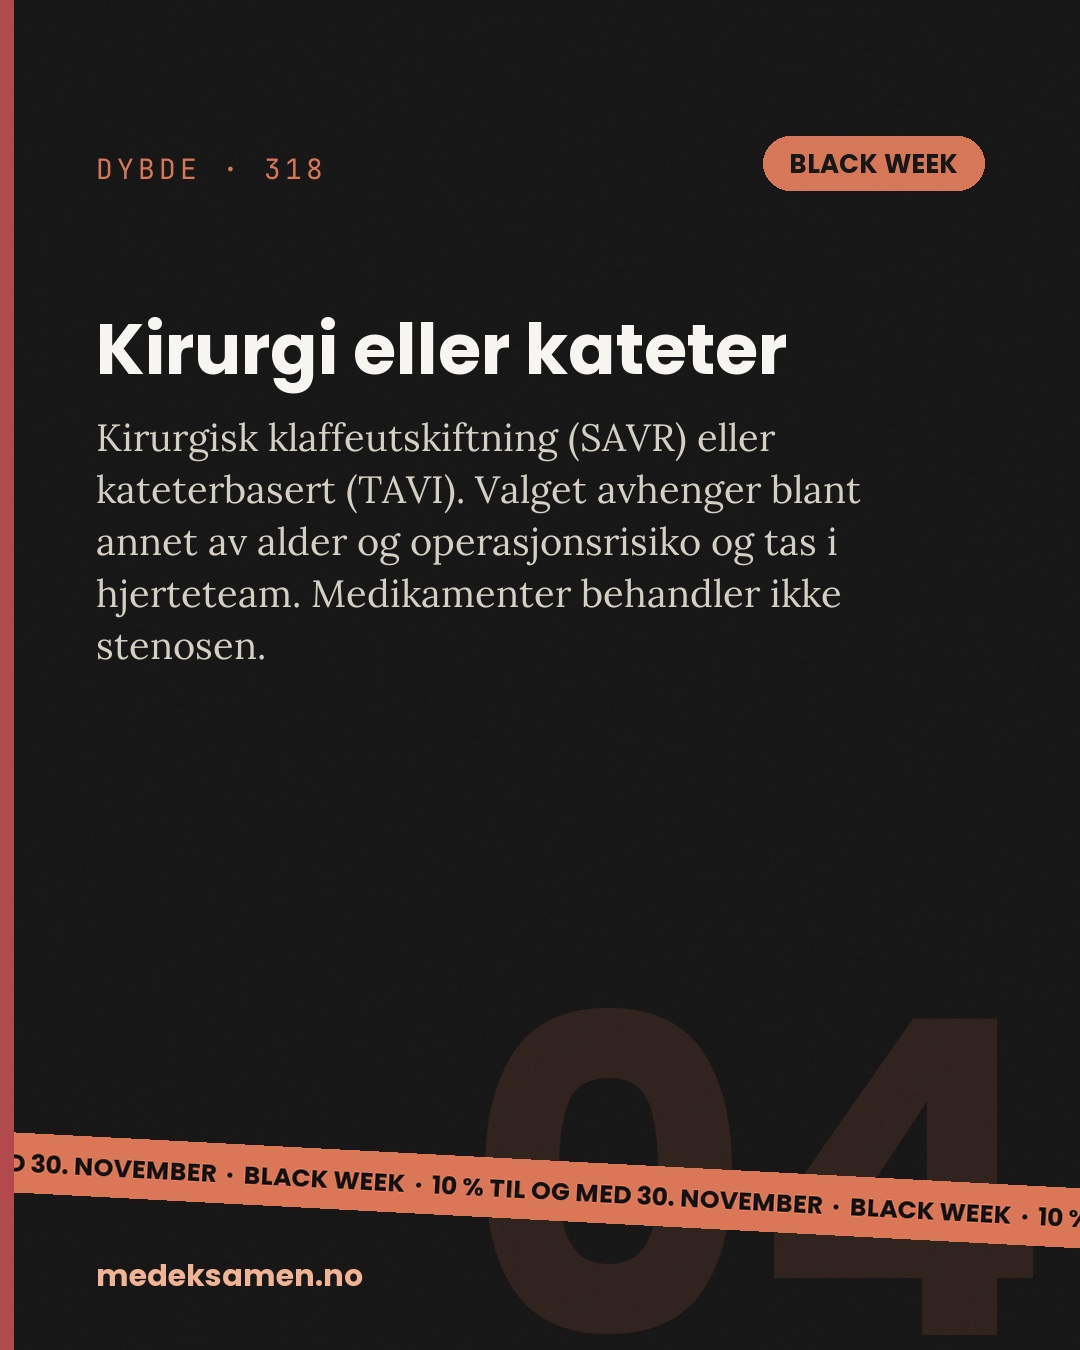 DYBDE · 318
BLACK WEEK
Kirurgi eller kateter
Kirurgisk klaffeutskiftning (SAVR) eller
kateterbasert (TAVI). Valget avhenger blant
annet av alder og operasjonsrisiko og tas i
hjerteteam. Medikamenter behandler ikke
stenosen.
04
30. NOVEMBER · BLACK WEEK · 10 % TIL OG MED 30. NOVEMBER · BLACK WEEK · 10 %
medeksamen.no